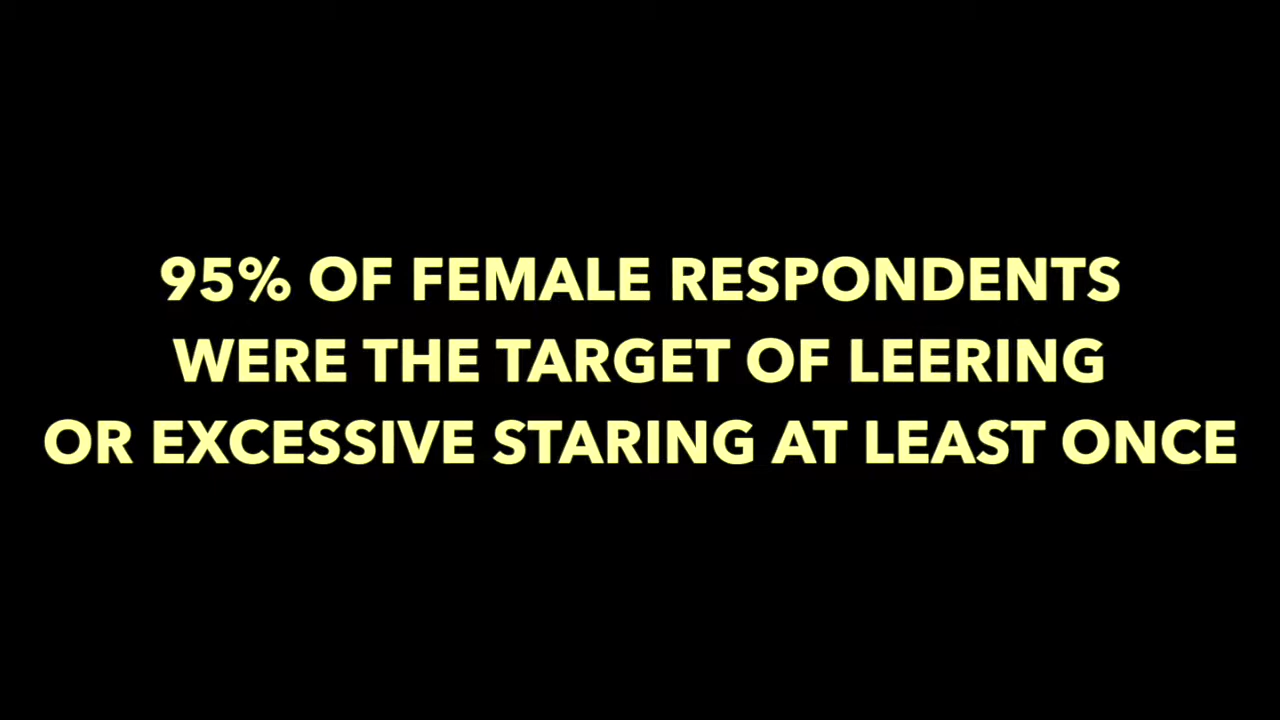 95% OF FEMALE RESPONDENTS
WERE THE TARGET OF LEERING
OR EXCESSIVE STARING AT LEAST ONCE